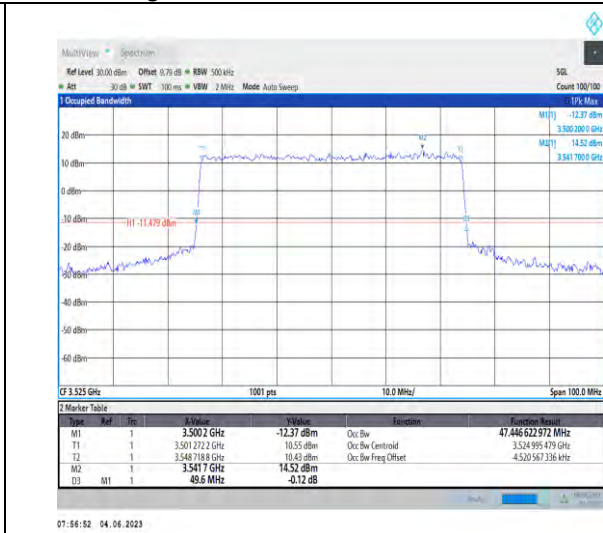 MultiView Spectrum
Ref Level 30.00 dBm Offset 9.79 dB RBW 500 kHz SGL
Att 30 dB SWT 100 ms VBW 2 MHz Mode Auto Sweep Count 100/100
1 Occupied Bandwidth 1Pk Max
M1[1] -12.37 dBm
3.500 200 0 GHz
M2[1] 14.52 dBm
3.541 700 0 GHz
20 dBm
M2
10 dBm
0 dBm
-10 dBm
H1 -11.479 dBm
-20 dBm
-30 dBm
-40 dBm
-50 dBm
-60 dBm
CF 3.525 GHz 1001 pts 10.0 MHz/ Span 100.0 MHz
2 Marker Table
Type Ref Trc X-Value Y-Value Function Function Result
M1 1 3.500 2 GHz -12.37 dBm Occ Bw 47.446 622 972 MHz
T1 1 3.501 272 2 GHz 10.55 dBm Occ Bw Centroid 3.524 995 479 GHz
T2 1 3.548 718 8 GHz 10.43 dBm Occ Bw Freq Offset -4.520 567 336 kHz
M2 1 3.541 7 GHz 14.52 dBm
D3 M1 1 49.6 MHz -0.12 dB
07:56:52 04.06.2023